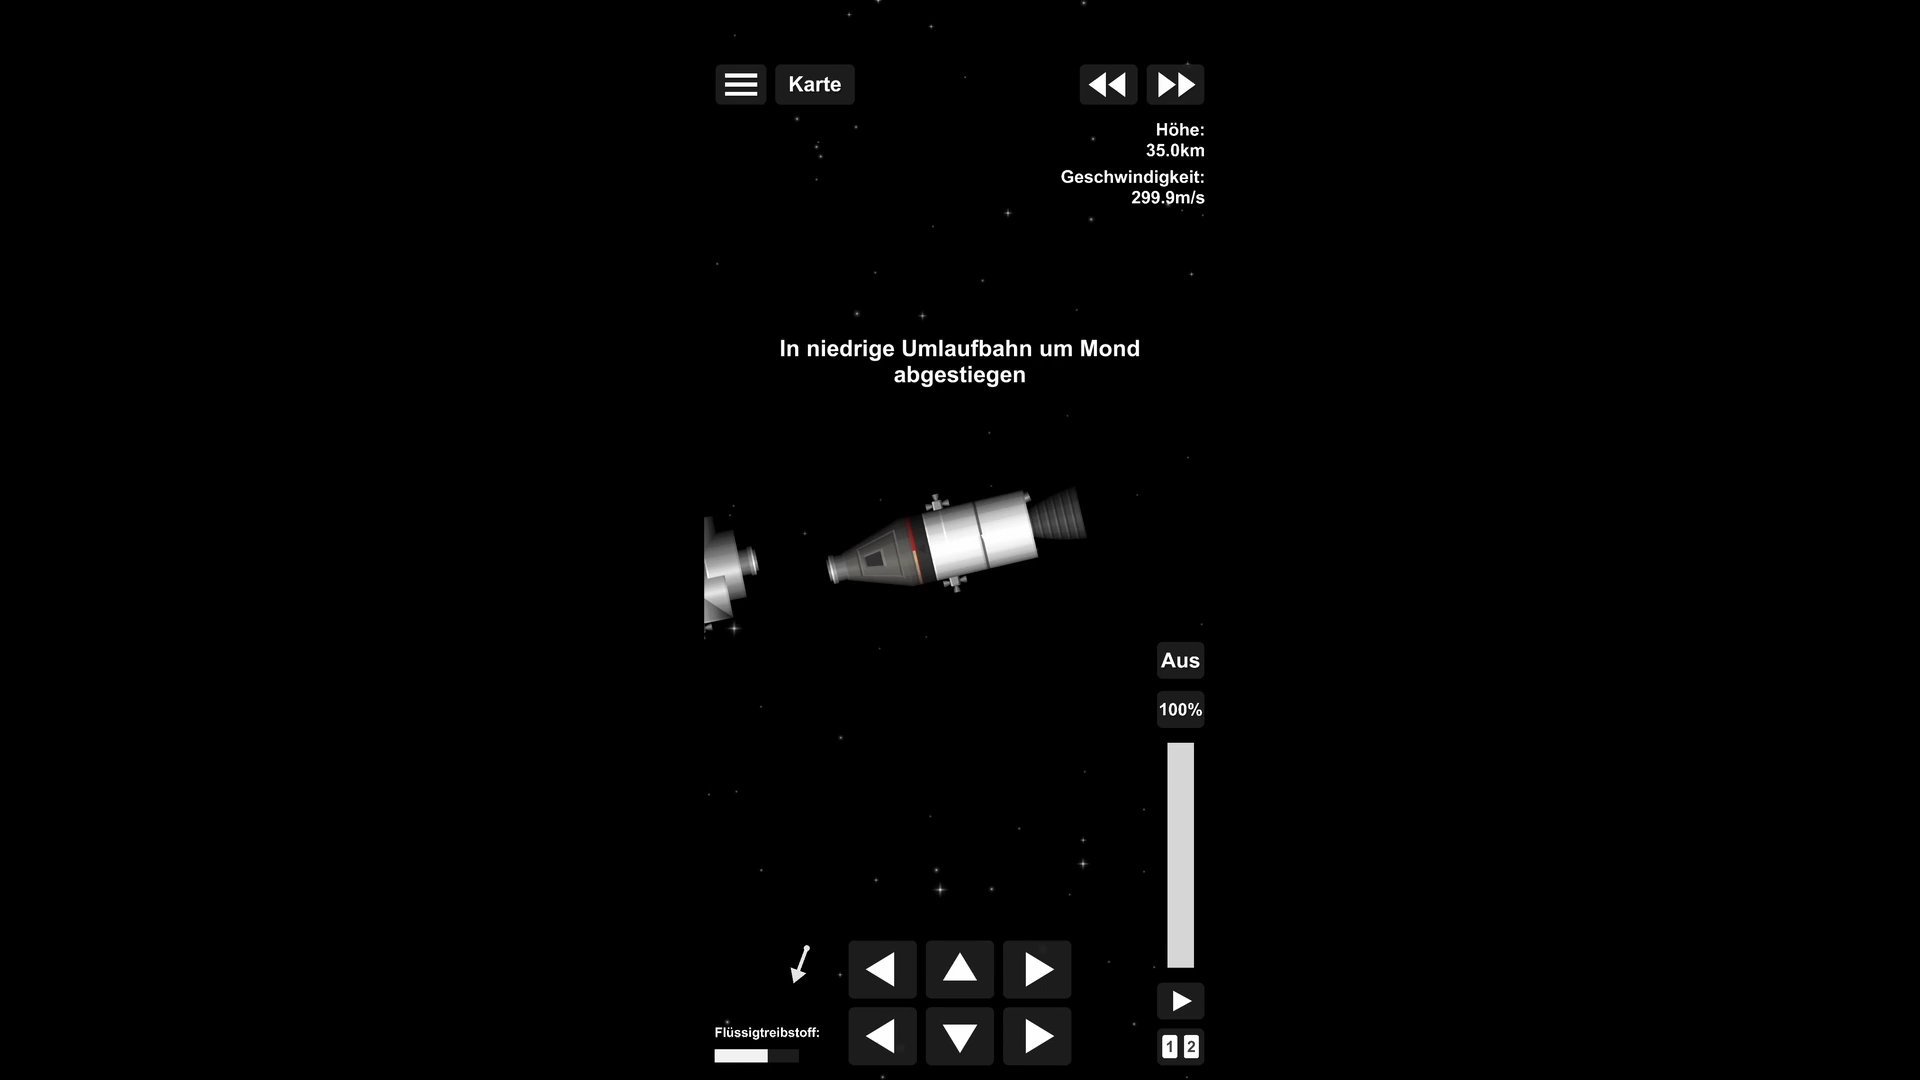 Karte
Höhe:
35.0km
Geschwindigkeit:
299.9m/s
In niedrige Umlaufbahn um Mond
abgestiegen
Aus
100%
Flüssigtreibstoff:
1 2